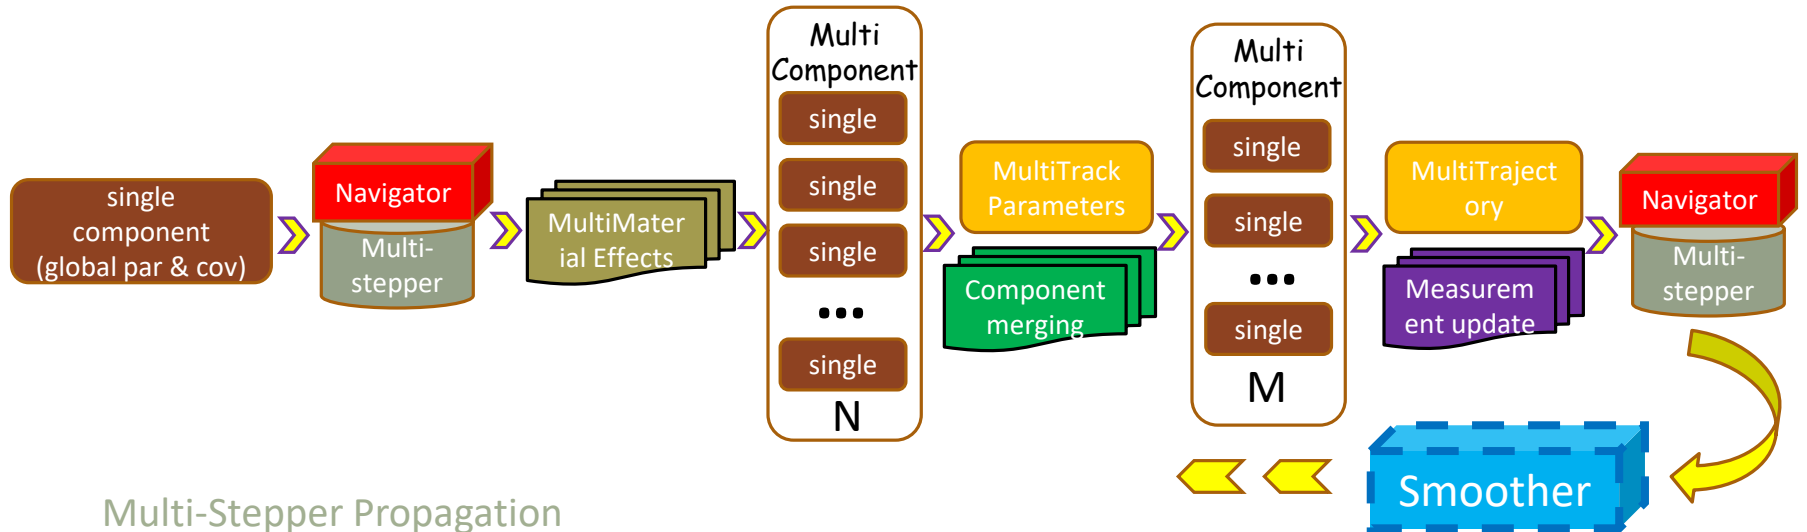 single
component
(global par & cov)
Navigator
Multi-
stepper
MultiMater
ial Effects
Multi
Component
single
single
single
...
single
N
MultiTrack
Parameters
Component
merging
Multi
Component
single
single
...
single
M
MultiTraject
ory
Measurem
ent update
Navigator
Multi-
stepper
Smoother
Multi-Stepper Propagation